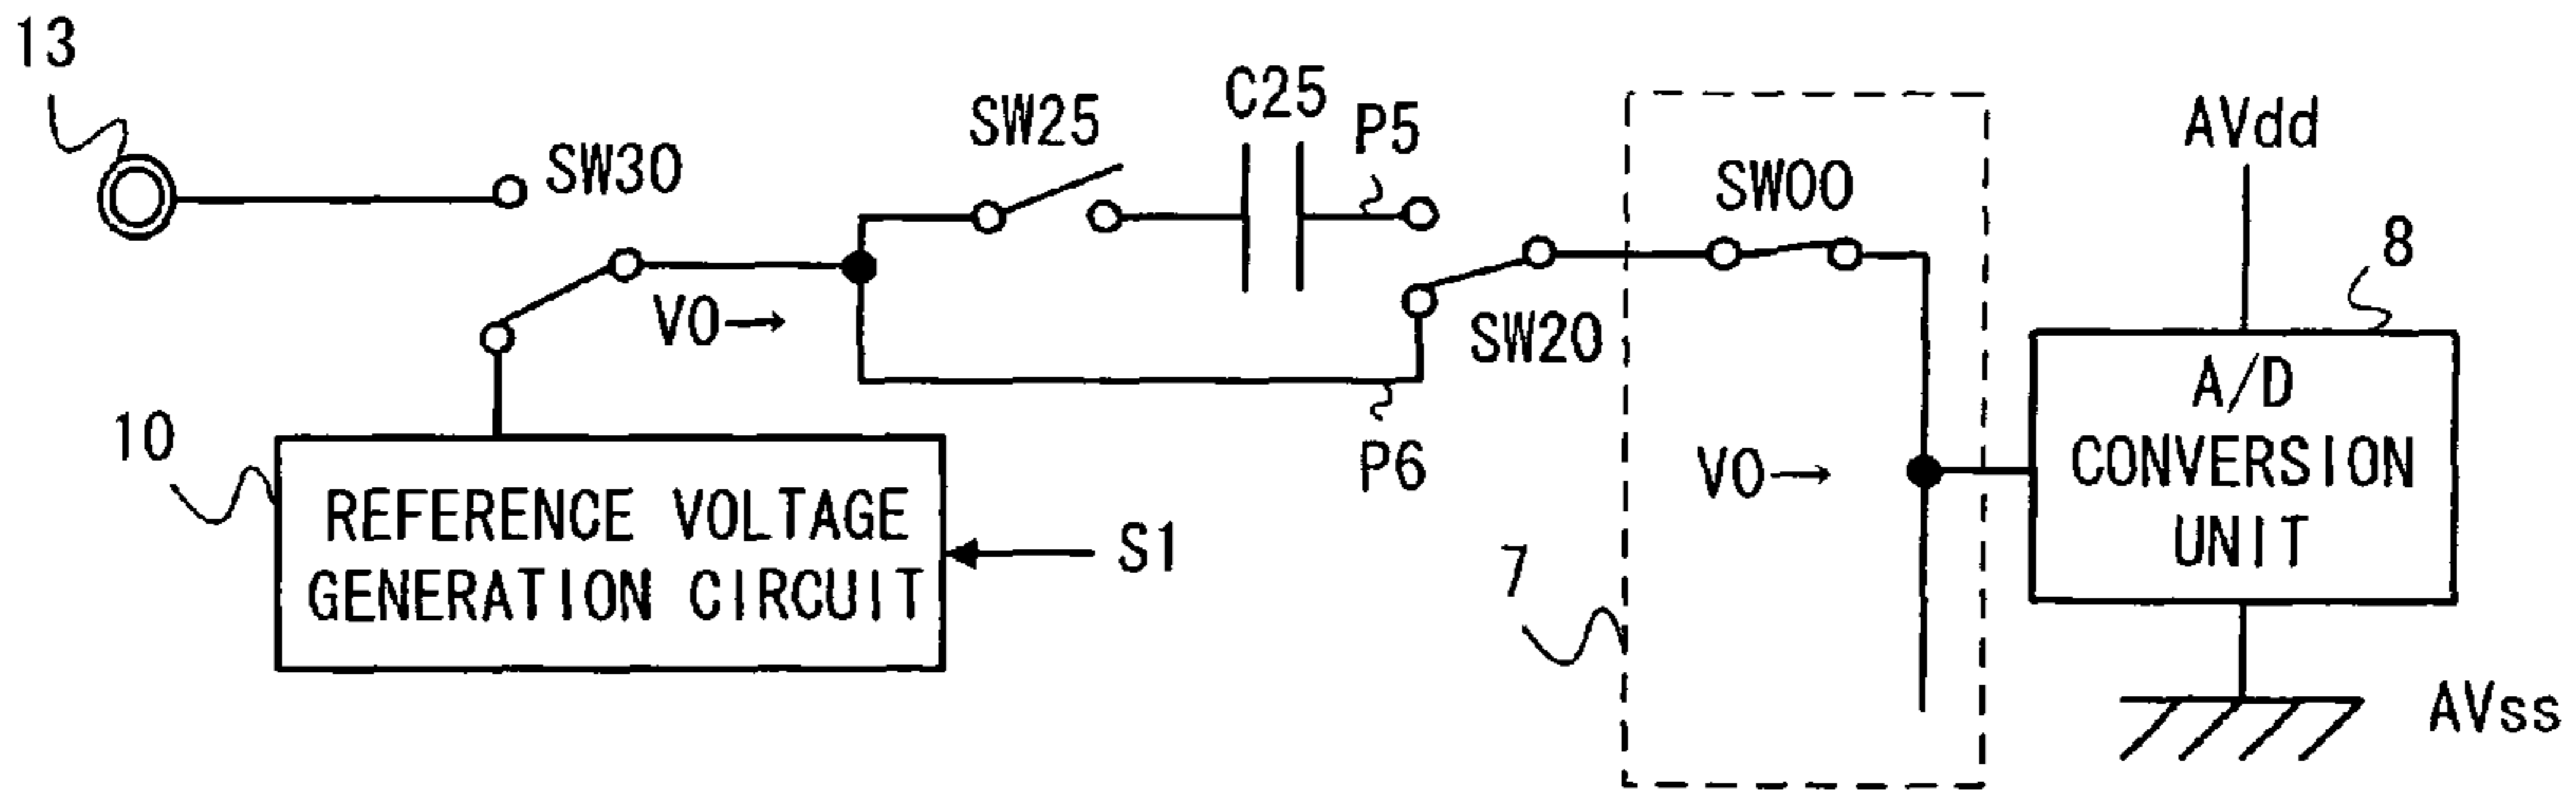 13
SW30
SW25
C25
P5
SW00
AVdd
8
V0→
SW20
A/D
CONVERSION
UNIT
10
P6
V0→
REFERENCE VOLTAGE
GENERATION CIRCUIT
S1
7
AVss